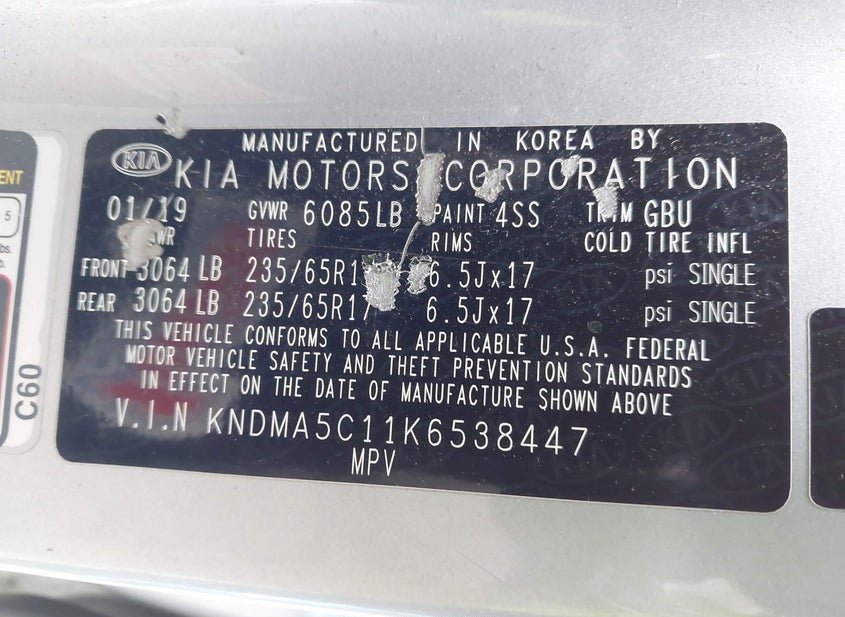 MANUFACTURED IN KOREA BY
KIA KIA MOTORS CORPORATION
01/19 GVWR 6085LB PAINT 4SS TRIM GBU
TIRES RIMS COLD TIRE INFL
FRONT 3064 LB 235/65R17 6.5Jx17 psi SINGLE
REAR 3064 LB 235/65R17 6.5Jx17 psi SINGLE
THIS VEHICLE CONFORMS TO ALL APPLICABLE U.S.A. FEDERAL
MOTOR VEHICLE SAFETY AND THEFT PREVENTION STANDARDS
IN EFFECT ON THE DATE OF MANUFACTURE SHOWN ABOVE
V.I.N KNDMA5C11K6538447
MPV
C60
5